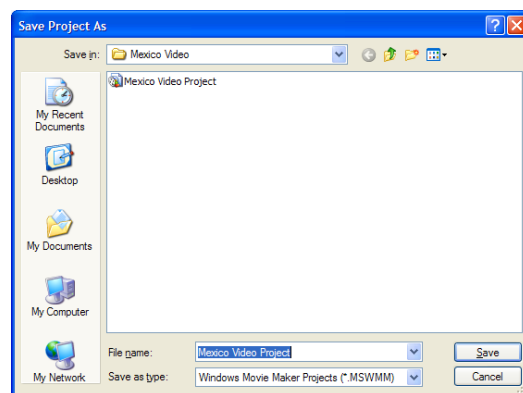 Save Project As
Save in:
Mexico Video
Mexico Video Project
My Recent
Documents
Desktop
My Documents
My Computer
My Network
File name:
Mexico Video Project
Save
Save as type:
Windows Movie Maker Projects (*.MSWMM)
Cancel